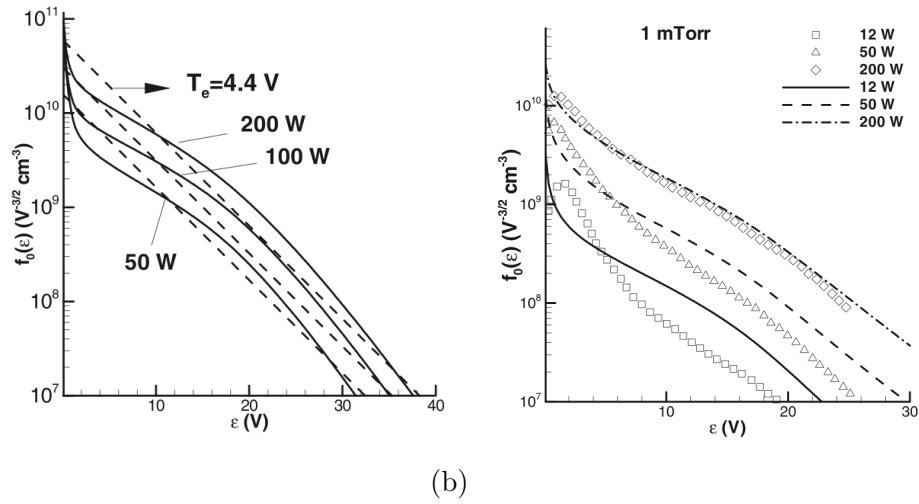 10¹¹
10¹⁰
10⁹
10⁸
10⁷
f₀(ε) (V⁻³/² cm⁻³)
Tₑ=4.4 V
200 W
100 W
50 W
10
20
30
40
ε (V)
1 mTorr
12 W
50 W
200 W
12 W
50 W
200 W
10¹⁰
10⁹
10⁸
10⁷
f₀(ε) (V⁻³/² cm⁻³)
10
20
30
ε (V)
(b)